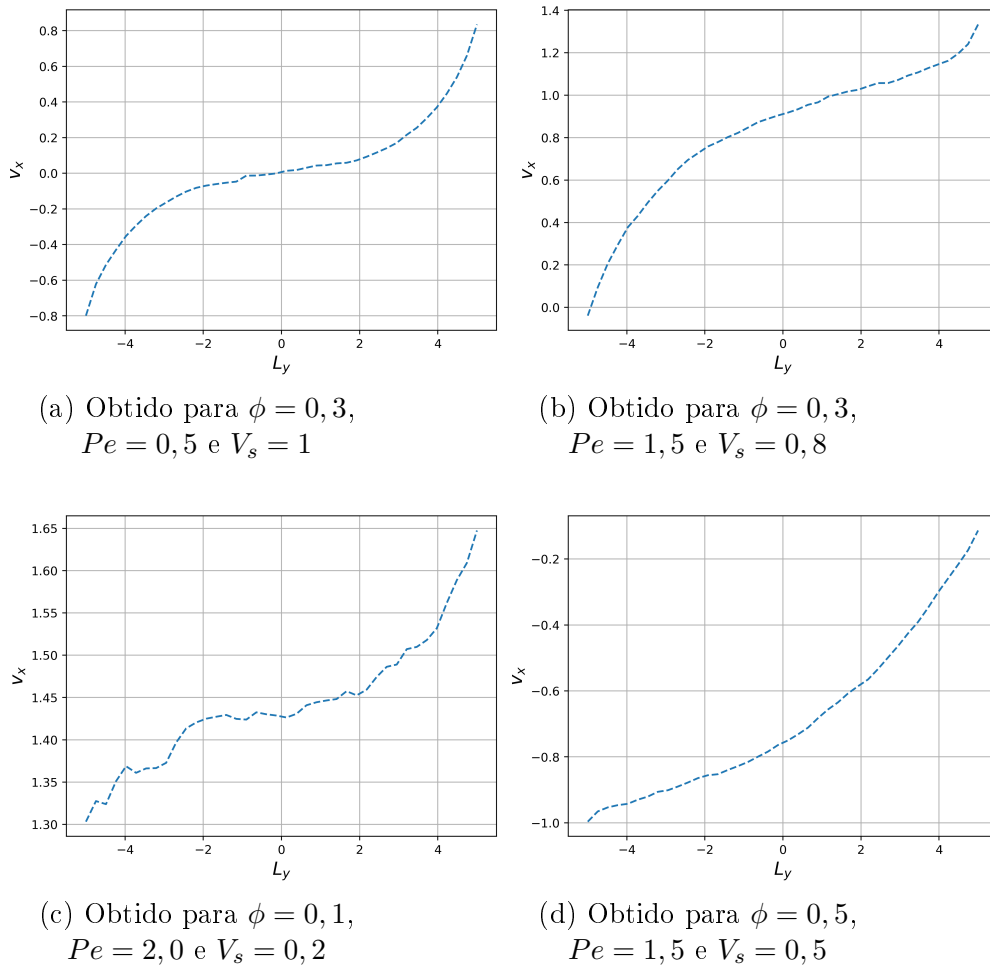 0.8
0.6
0.4
0.2
0.0
−0.2
−0.4
−0.6
−0.8
v_x
−4 −2 0 2 4
L_y
(a) Obtido para ϕ = 0, 3,
Pe = 0, 5 e V_s = 1
1.4
1.2
1.0
0.8
0.6
0.4
0.2
0.0
v_x
−4 −2 0 2 4
L_y
(b) Obtido para ϕ = 0, 3,
Pe = 1, 5 e V_s = 0, 8
1.65
1.60
1.55
1.50
1.45
1.40
1.35
1.30
v_x
−4 −2 0 2 4
L_y
(c) Obtido para ϕ = 0, 1,
Pe = 2, 0 e V_s = 0, 2
−0.2
−0.4
−0.6
−0.8
−1.0
v_x
−4 −2 0 2 4
L_y
(d) Obtido para ϕ = 0, 5,
Pe = 1, 5 e V_s = 0, 5